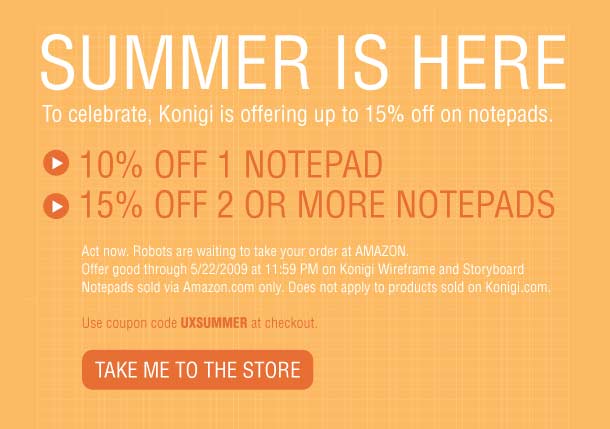 SUMMER IS HERE
To celebrate, Konigi is offering up to 15% off on notepads.
10% OFF 1 NOTEPAD
15% OFF 2 OR MORE NOTEPADS
Act now. Robots are waiting to take your order at AMAZON.
Offer good through 5/22/2009 at 11:59 PM on Konigi Wireframe and Storyboard
Notepads sold via Amazon.com only. Does not apply to products sold on Konigi.com.
Use coupon code UXSUMMER at checkout.
TAKE ME TO THE STORE